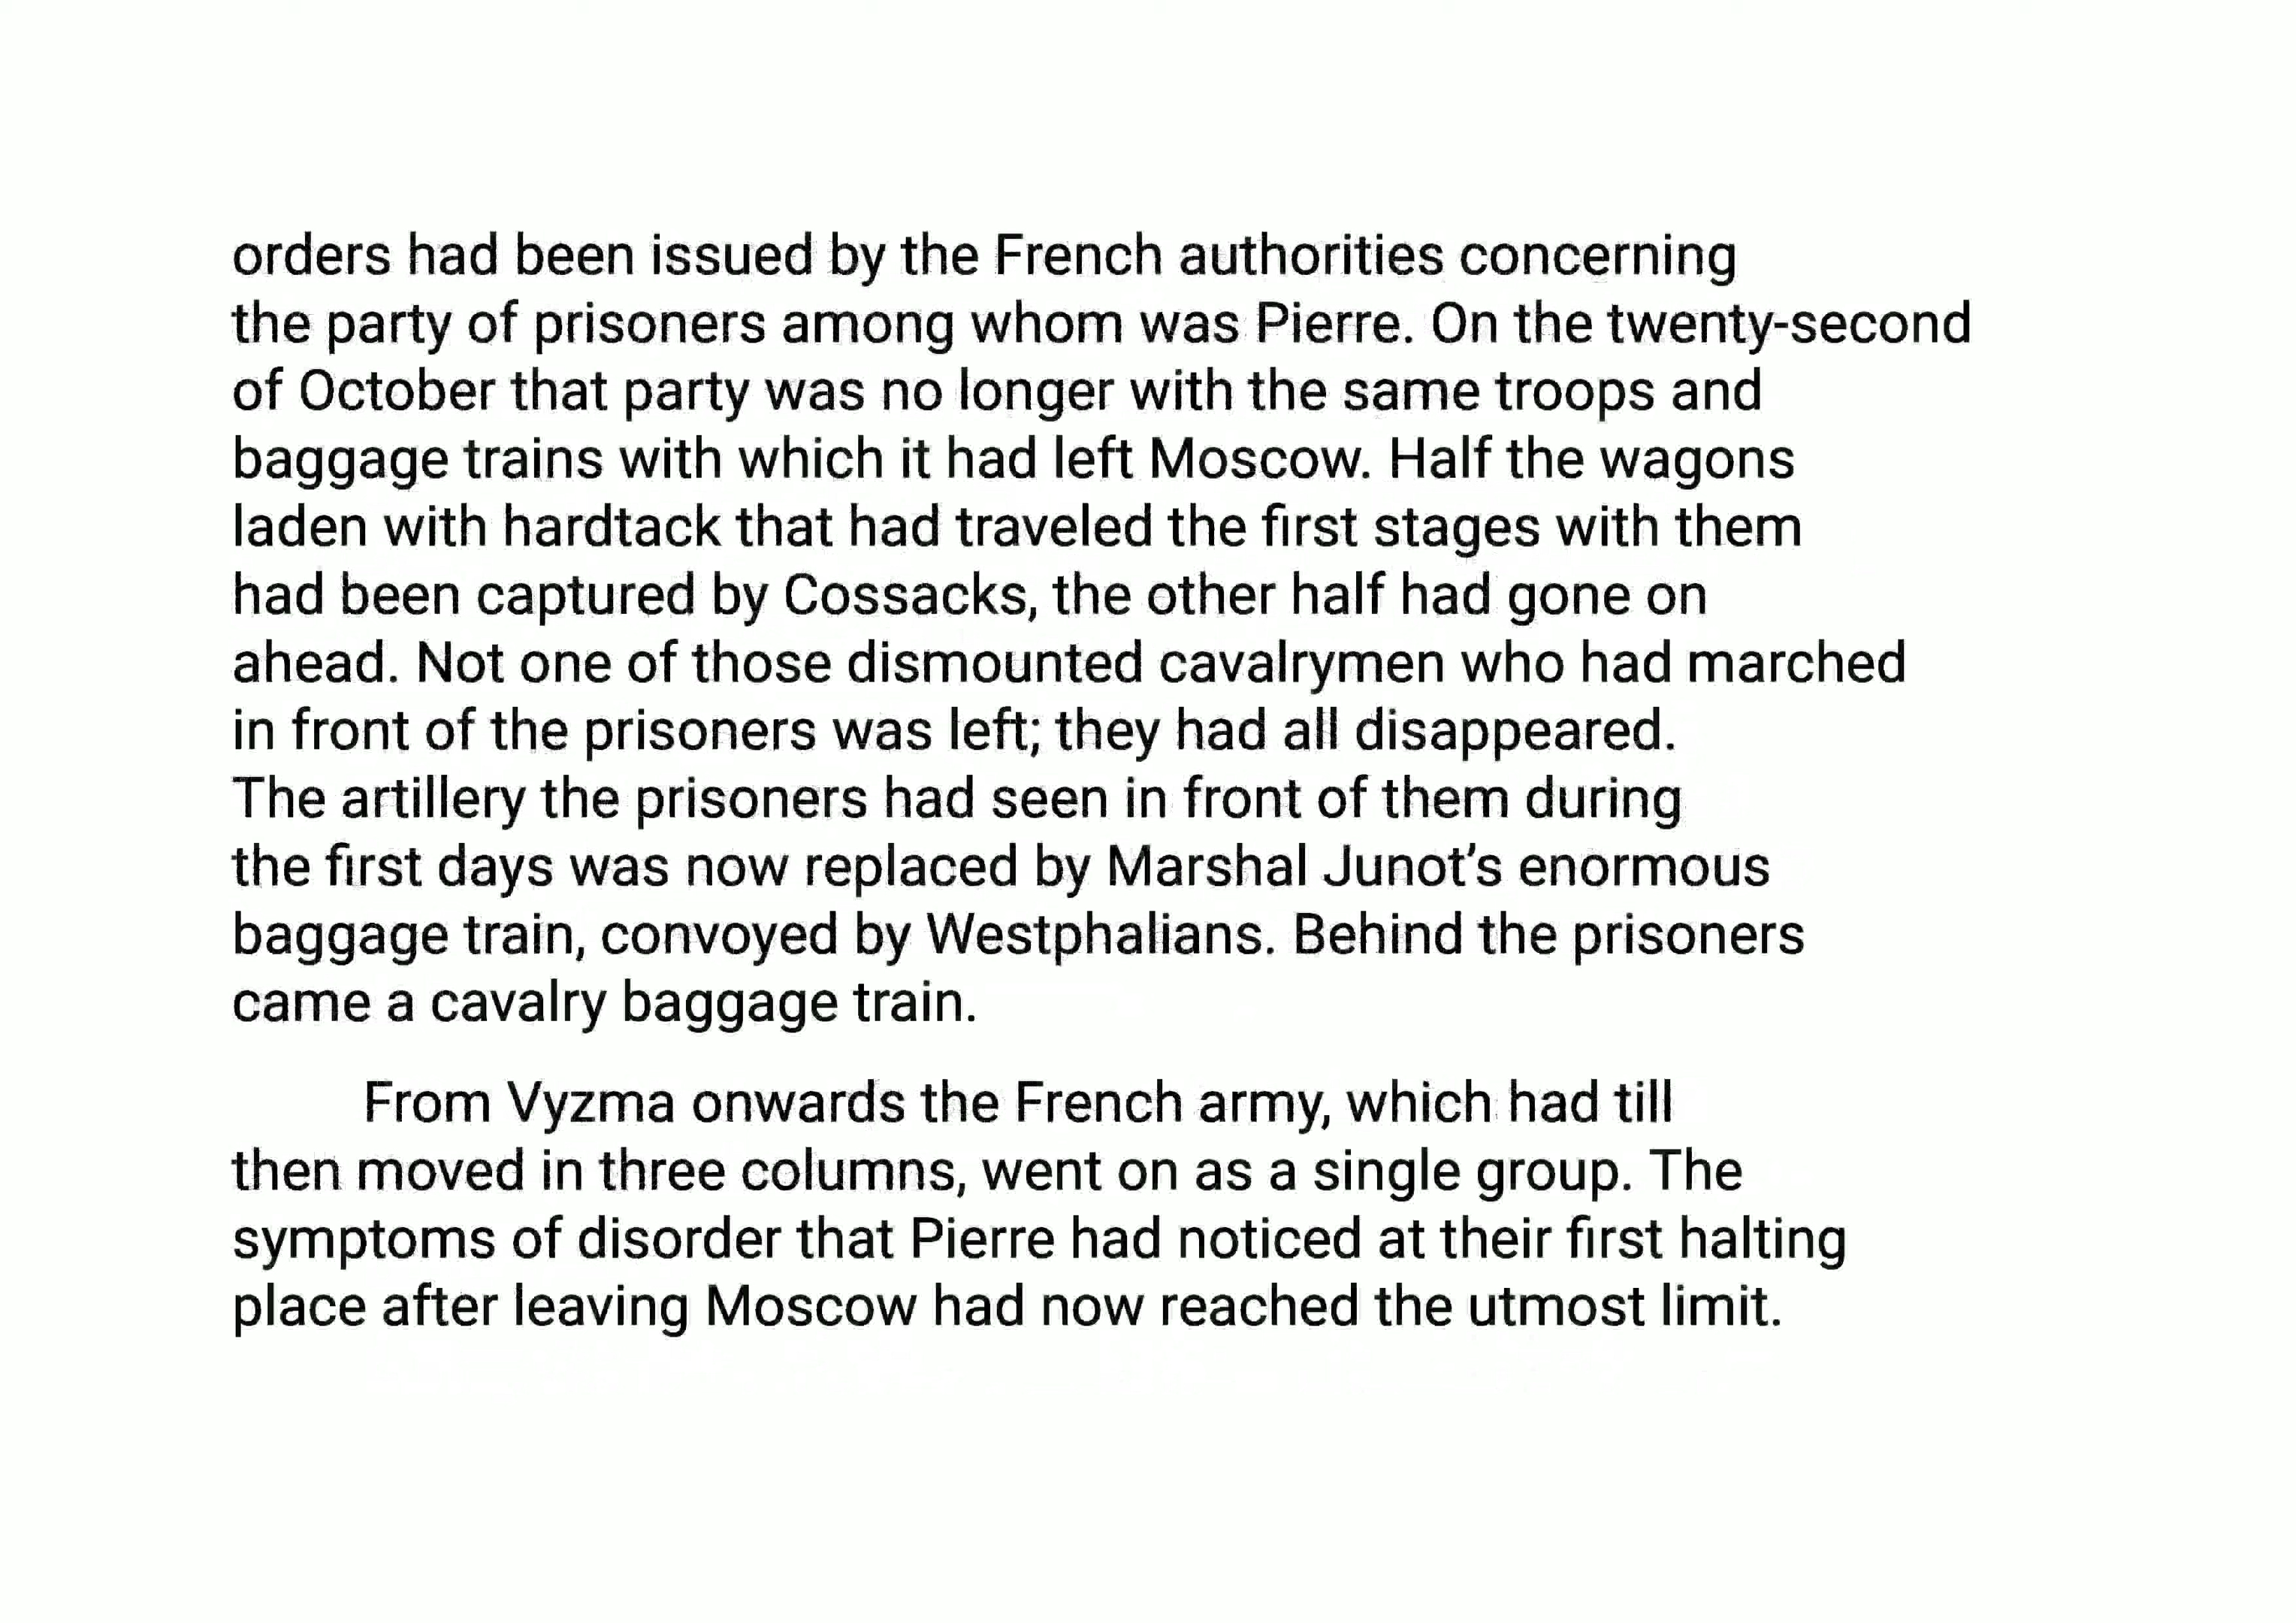 orders had been issued by the French authorities concerning
the party of prisoners among whom was Pierre. On the twenty-second
of October that party was no longer with the same troops and
baggage trains with which it had left Moscow. Half the wagons
laden with hardtack that had traveled the first stages with them
had been captured by Cossacks, the other half had gone on
ahead. Not one of those dismounted cavalrymen who had marched
in front of the prisoners was left; they had all disappeared.
The artillery the prisoners had seen in front of them during
the first days was now replaced by Marshal Junot's enormous
baggage train, convoyed by Westphalians. Behind the prisoners
came a cavalry baggage train.
From Vyzma onwards the French army, which had till
then moved in three columns, went on as a single group. The
symptoms of disorder that Pierre had noticed at their first halting
place after leaving Moscow had now reached the utmost limit.